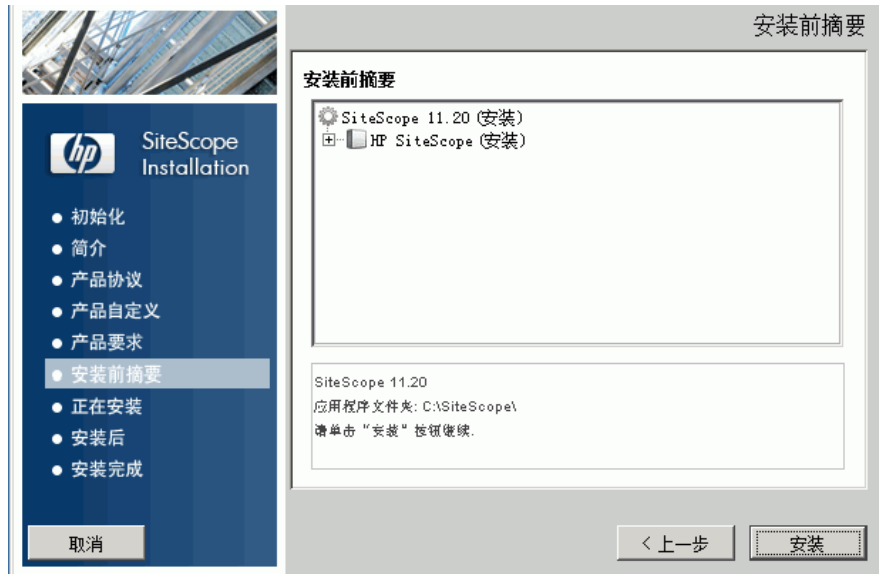 安装前摘要
hp
SiteScope
Installation
初始化
简介
产品协议
产品自定义
产品要求
安装前摘要
正在安装
安装后
安装完成
安装前摘要
SiteScope 11.20 (安装)
HP SiteScope (安装)
SiteScope 11.20
应用程序文件夹: C:\SiteScope\
请单击“安装”按钮继续.
取消
< 上一步
安装